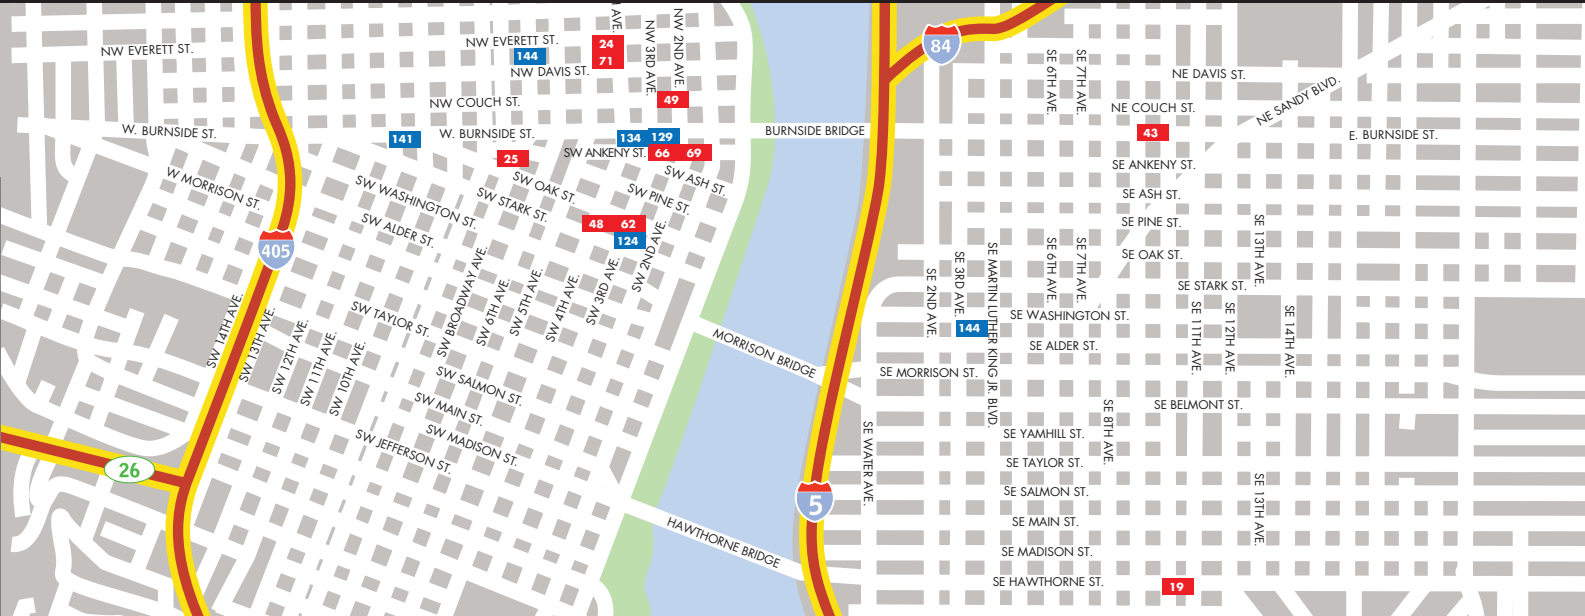 AVE.
NW 3RD AVE.
NW 2ND AVE.
NW EVERETT ST.
NW EVERETT ST.
144
24
71
NW DAVIS ST.
84
SE 6TH AVE.
SE 7TH AVE.
NE DAVIS ST.
NE SANDY BLVD.
NW COUCH ST.
49
NE COUCH ST.
W. BURNSIDE ST.
141
W. BURNSIDE ST.
134
129
BURNSIDE BRIDGE
43
E. BURNSIDE ST.
25
SW ANKENY ST.
66
69
SE ANKENY ST.
W MORRISON ST.
SW WASHINGTON ST.
SW OAK ST.
SW STARK ST.
SW ASH ST.
SW PINE ST.
SE ASH ST.
SW ALDER ST.
48
62
124
SE PINE ST.
SE 13TH AVE.
405
SE OAK ST.
SW BROADWAY AVE.
SW 6TH AVE.
SW 5TH AVE.
SW 4TH AVE.
SW 3RD AVE.
SW 2ND AVE.
SE 2ND AVE.
SE 3RD AVE.
SE MARTIN LUTHER KING JR. BLVD.
SE 6TH AVE.
SE 7TH AVE.
SE STARK ST.
SW 14TH AVE.
SW 13TH AVE.
SW 12TH AVE.
SW 11TH AVE.
SW 10TH AVE.
SW TAYLOR ST.
144
SE WASHINGTON ST.
SE 11TH AVE.
SE 12TH AVE.
SE 14TH AVE.
MORRISON BRIDGE
SE ALDER ST.
SE MORRISON ST.
SW SALMON ST.
SE BELMONT ST.
SW MAIN ST.
SE 8TH AVE.
SW MADISON ST.
SW JEFFERSON ST.
SE WATER AVE.
SE YAMHILL ST.
26
SE TAYLOR ST.
SE SALMON ST.
SE 13TH AVE.
5
HAWTHORNE BRIDGE
SE MAIN ST.
SE MADISON ST.
SE HAWTHORNE ST.
19